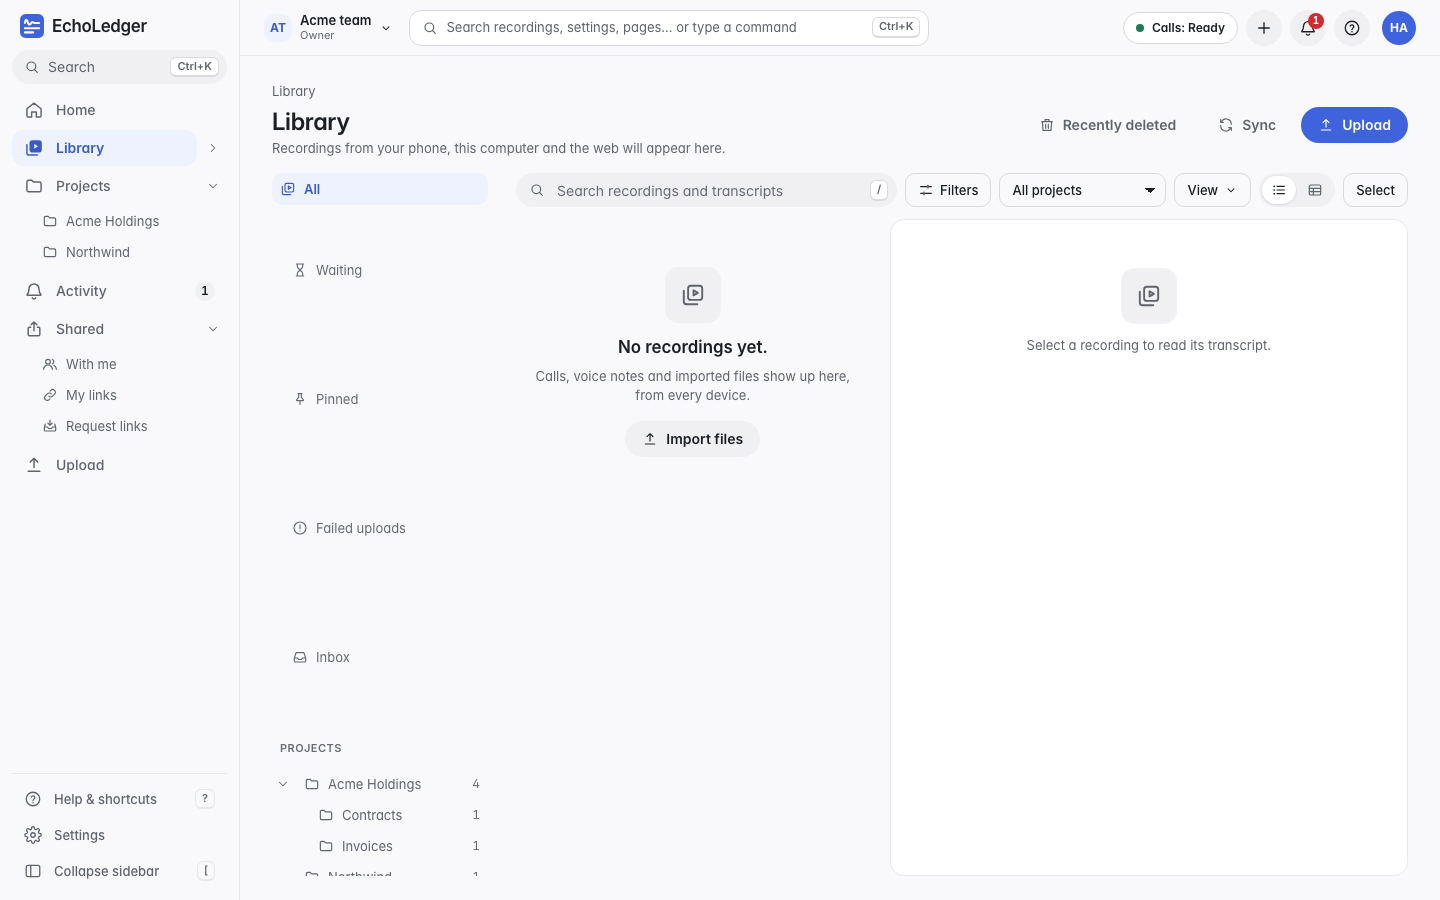 EchoLedger
Search Ctrl+K
Home
Library
Projects
Acme Holdings
Northwind
Activity 1
Shared
With me
My links
Request links
Upload
Help & shortcuts ?
Settings
Collapse sidebar [
AT Acme team
Owner
Search recordings, settings, pages... or type a command Ctrl+K
Calls: Ready
1
HA
Library
Library
Recordings from your phone, this computer and the web will appear here.
Recently deleted
Sync
Upload
All
Search recordings and transcripts /
Filters
All projects
View
Select
Waiting
Pinned
Failed uploads
Inbox
PROJECTS
Acme Holdings 4
Contracts 1
Invoices 1
Northwind 1
No recordings yet.
Calls, voice notes and imported files show up here,
from every device.
Import files
Select a recording to read its transcript.